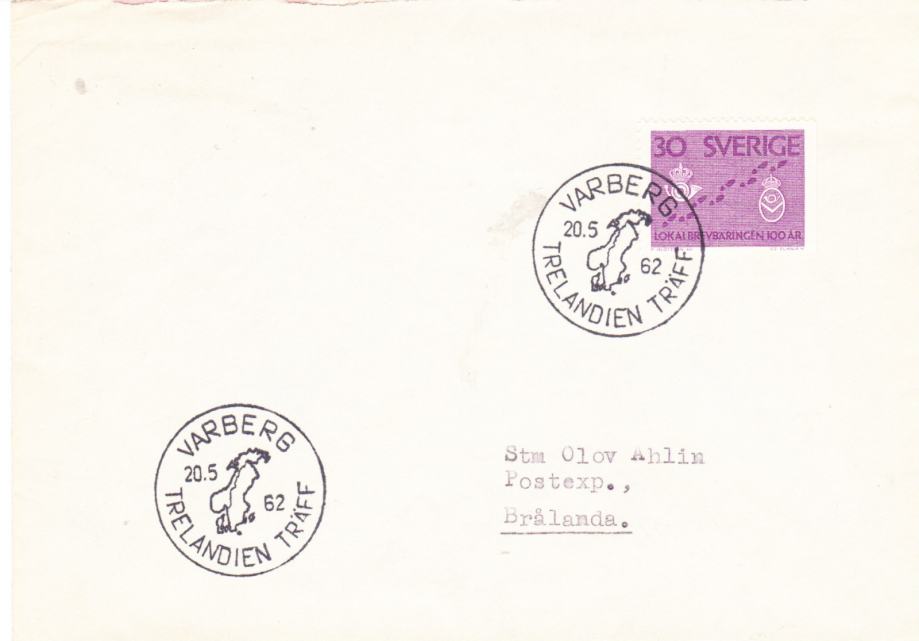 30 SVERIGE
LOKALBREVBÄRINGEN 100 ÅR
VARBERG
20.5
62
TRELANDIEN TRÄFF
VARBERG
20.5
62
TRELANDIEN TRÄFF
Stm Olov Ahlin
Postexp.,
Brålanda.